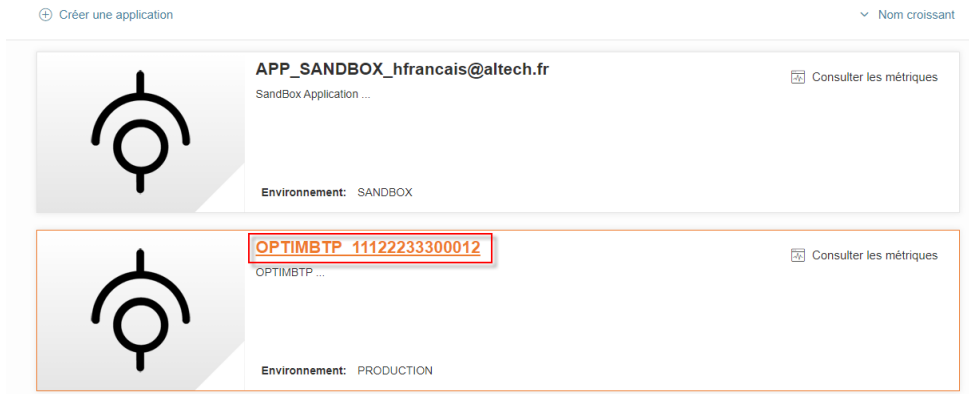 Créer une application
Nom croissant
APP_SANDBOX_hfrancais@altech.fr
Consulter les métriques
SandBox Application ...
Environnement: SANDBOX
OPTIMBTP_11122233300012
Consulter les métriques
OPTIMBTP ...
Environnement: PRODUCTION